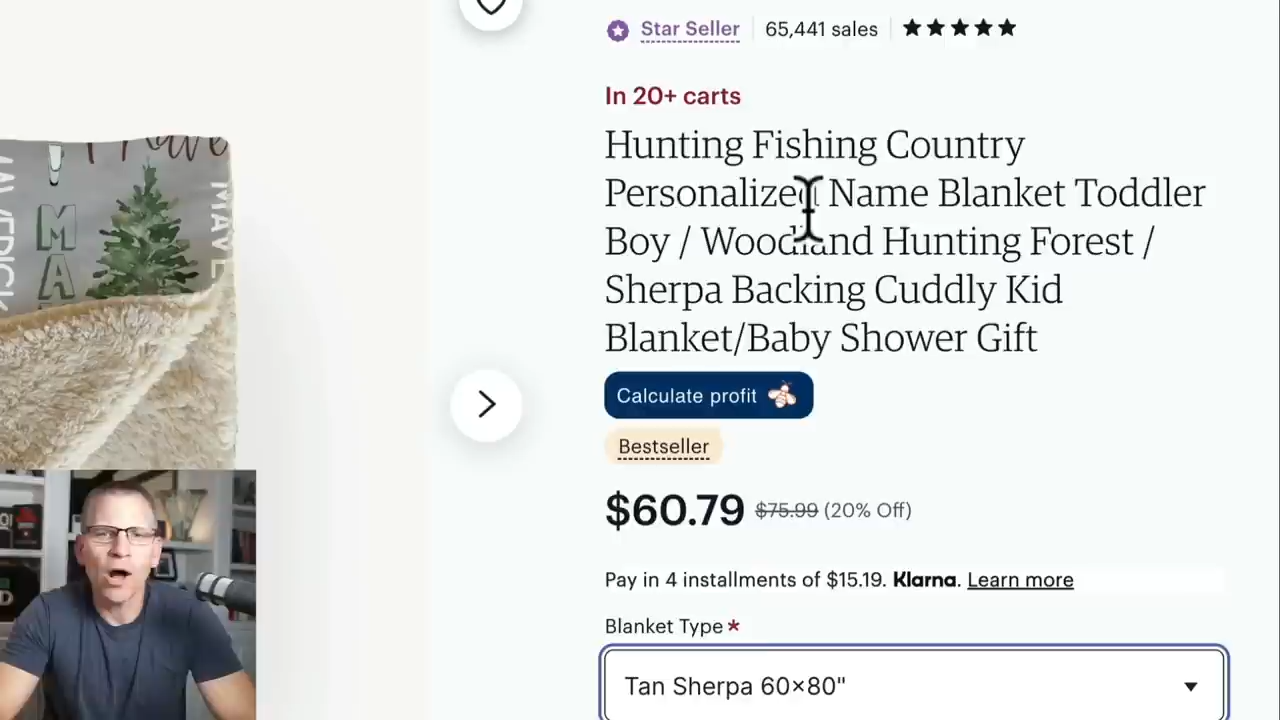 Star Seller 65,441 sales
In 20+ carts
Hunting Fishing Country
Personalized Name Blanket Toddler
Boy / Woodland Hunting Forest /
Sherpa Backing Cuddly Kid
Blanket/Baby Shower Gift
Calculate profit
Bestseller
$60.79 $75.99 (20% Off)
Pay in 4 installments of $15.19. Klarna. Learn more
Blanket Type *
Tan Sherpa 60×80"